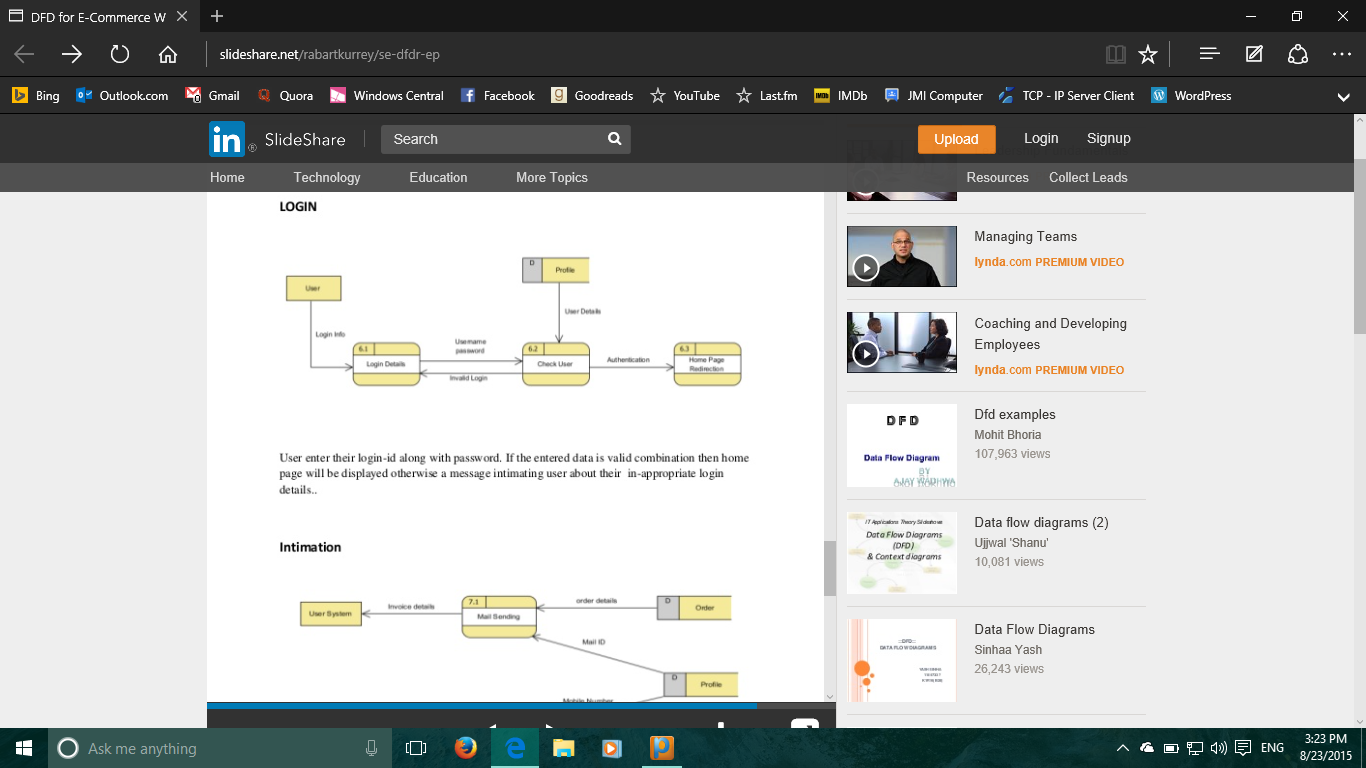 DFD for E-Commerce W
slideshare.net/rabartkurrey/se-dfdr-ep
Bing Outlook.com Gmail Quora Windows Central Facebook Goodreads YouTube Last.fm IMDb JMI Computer TCP - IP Server Client WordPress
in ® SlideShare Search Upload Login Signup
Home Technology Education More Topics Resources Collect Leads
LOGIN
D Profile
User
User Details
Login Info
Username
password
6.1
Login Details
6.2
Check User
Authentication
6.3
Home Page
Redirection
Invalid Login
User enter their login-id along with password. If the entered data is valid combination then home
page will be displayed otherwise a message intimating user about their in-appropriate login
details..
Intimation
User System
Invoice details
7.1
Mail Sending
order details
D Order
Mail ID
D Profile
Mobile Number
Managing Teams
lynda.com PREMIUM VIDEO
Coaching and Developing
Employees
lynda.com PREMIUM VIDEO
DFD
Data Flow Diagram
BY
AJAY WADHWA
Dfd examples
Mohit Bhoria
107,963 views
IT Applications Theory Slideshows
Data Flow Diagrams
(DFD)
& Context diagrams
Data flow diagrams (2)
Ujjwal 'Shanu'
10,081 views
:::DFD:::
DATA FLOW DIAGRAMS
Data Flow Diagrams
Sinhaa Yash
26,243 views
Ask me anything
ENG
3:23 PM
8/23/2015